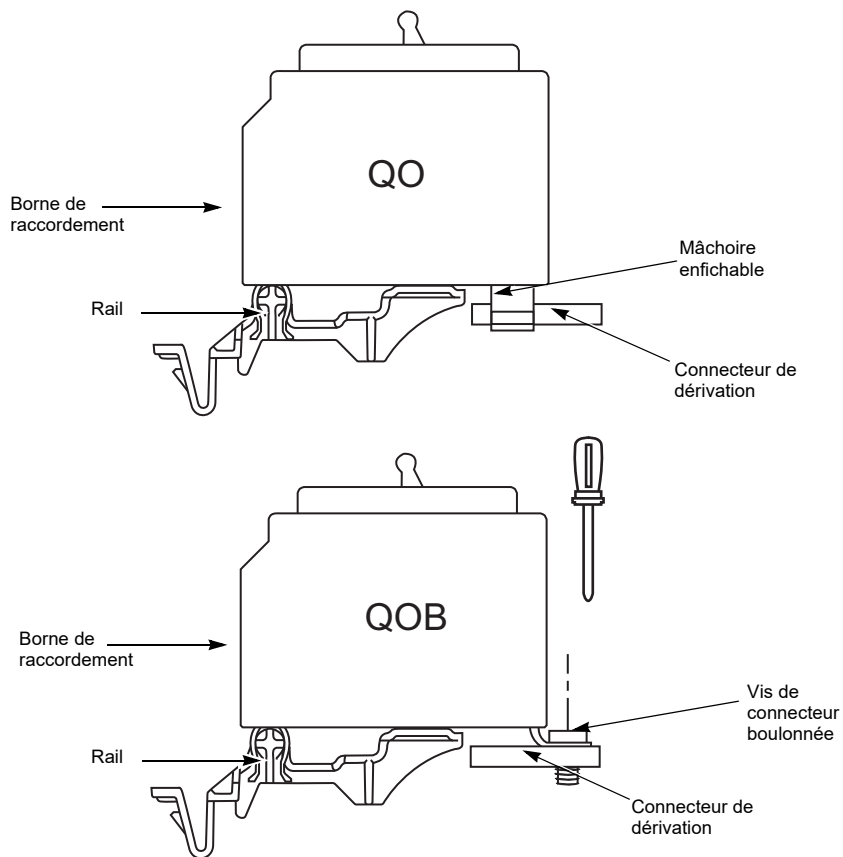 QO
Borne de
raccordement
Mâchoire
enfichable
Rail
Connecteur de
dérivation
QOB
Borne de
raccordement
Vis de
connecteur
boulonnée
Rail
Connecteur de
dérivation